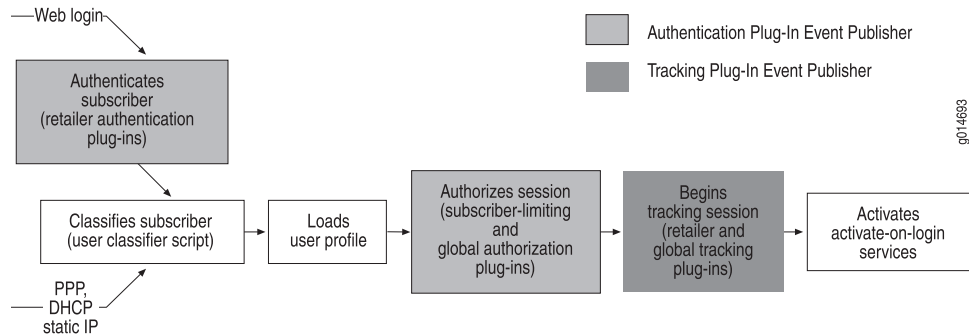 Web login
Authentication Plug-In Event Publisher
Tracking Plug-In Event Publisher
g014693
Authenticates
subscriber
(retailer authentication
plug-ins)
Classifies subscriber
(user classifier script)
Loads
user profile
Authorizes session
(subscriber-limiting
and
global authorization
plug-ins)
Begins
tracking session
(retailer and
global tracking
plug-ins)
Activates
activate-on-login
services
PPP,
DHCP
static IP